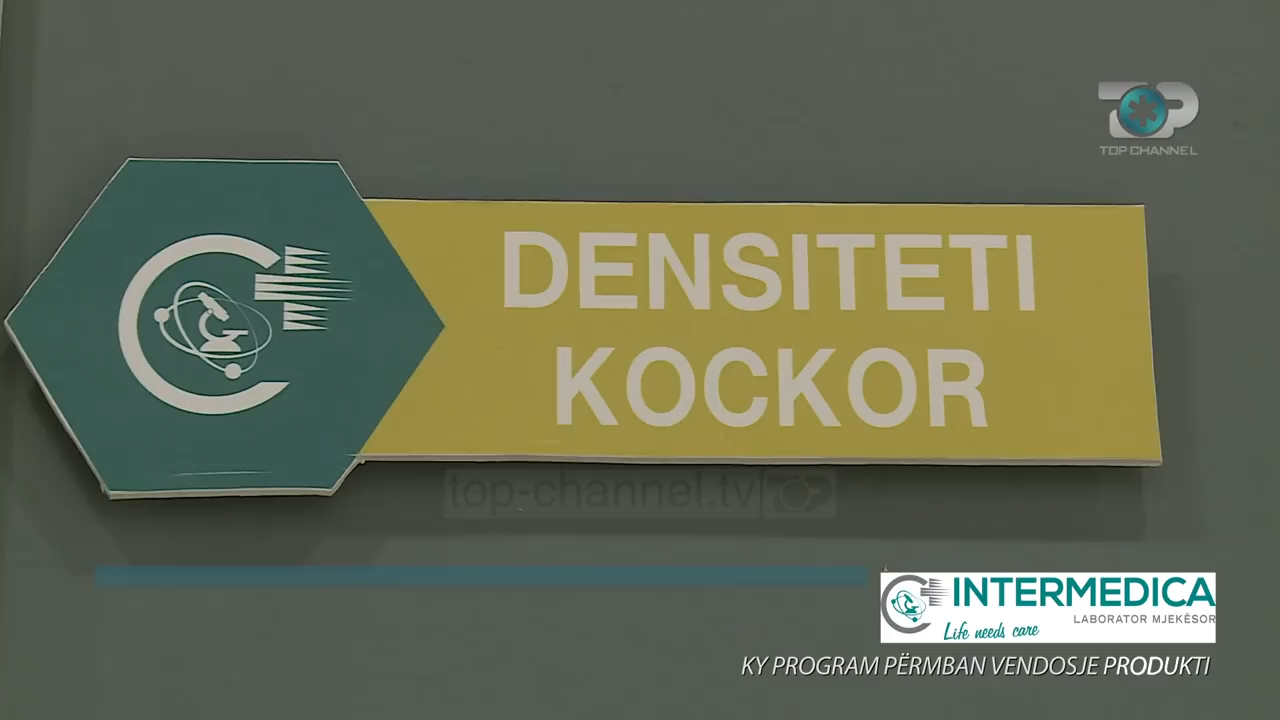 TOP CHANNEL
DENSITETI
KOCKOR
top-channel.tv
INTERMEDICA
LABORATOR MJEKËSOR
Life needs care
KY PROGRAM PËRMBAN VENDOSJE PRODUKTI